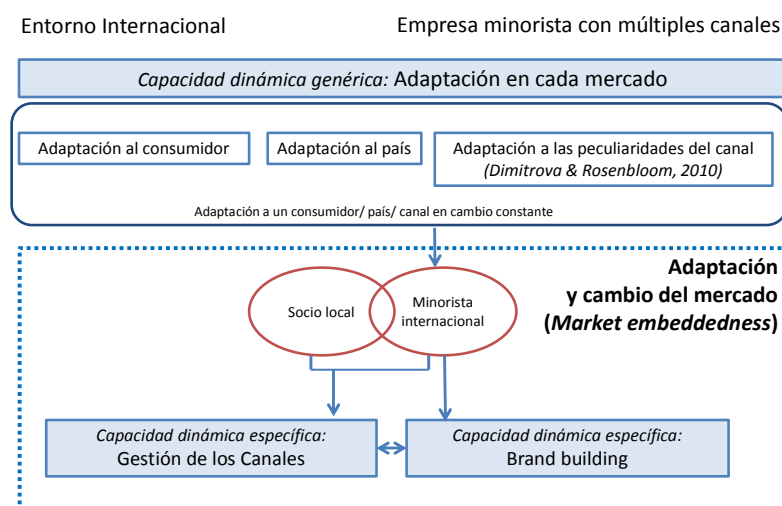 Entorno Internacional
Empresa minorista con múltiples canales
Capacidad dinámica genérica: Adaptación en cada mercado
Adaptación al consumidor
Adaptación al país
Adaptación a las peculiaridades del canal
(Dimitrova & Rosenbloom, 2010)
Adaptación a un consumidor/ país/ canal en cambio constante
Adaptación
y cambio del mercado
(Market embeddedness)
Socio local
Minorista
internacional
Capacidad dinámica específica:
Gestión de los Canales
Capacidad dinámica específica:
Brand building